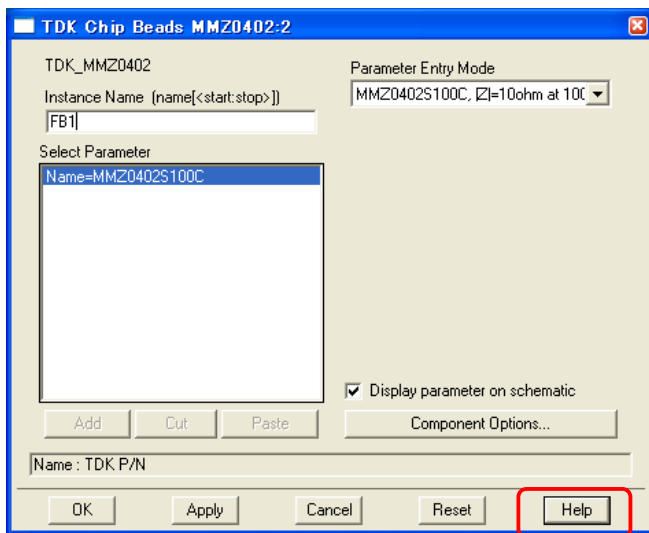 TDK Chip Beads MMZ0402:2
TDK_MMZ0402
Instance Name (name[<start:stop>])
FB1
Select Parameter
Name=MMZ0402S100C
Parameter Entry Mode
MMZ0402S100C, |Z|=10ohm at 100
Display parameter on schematic
Add
Cut
Paste
Component Options...
Name : TDK P/N
OK
Apply
Cancel
Reset
Help